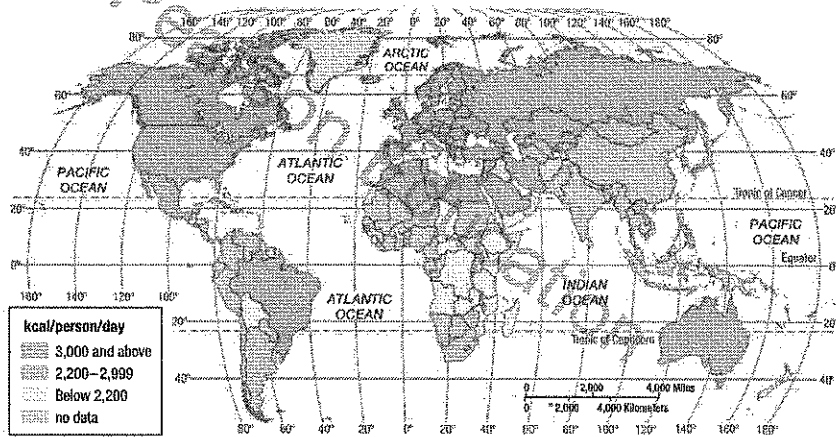 160° 140° 120° 100° 80° 60° 40° 20° 0° 20° 40° 60° 80° 100° 120° 140° 160° 180°
80° 80°
ARCTIC
OCEAN
60° 60°
40° 40°
PACIFIC
OCEAN
ATLANTIC
OCEAN
Tropic of Cancer
20° 20°
PACIFIC
OCEAN
Equator
0° 0
160° 140° 120° 100°
INDIAN
OCEAN
ATLANTIC
OCEAN
kcal/person/day
3,000 and above
2,200–2,999
Below 2,200
no data
20° 20°
Tropic of Capricorn
40° 40°
0 2,000 4,000 Miles
0 2,000 4,000 Kilometers
80° 60° 40° 20° 0° 20° 40° 60° 80° 100° 120° 140° 160° 180°